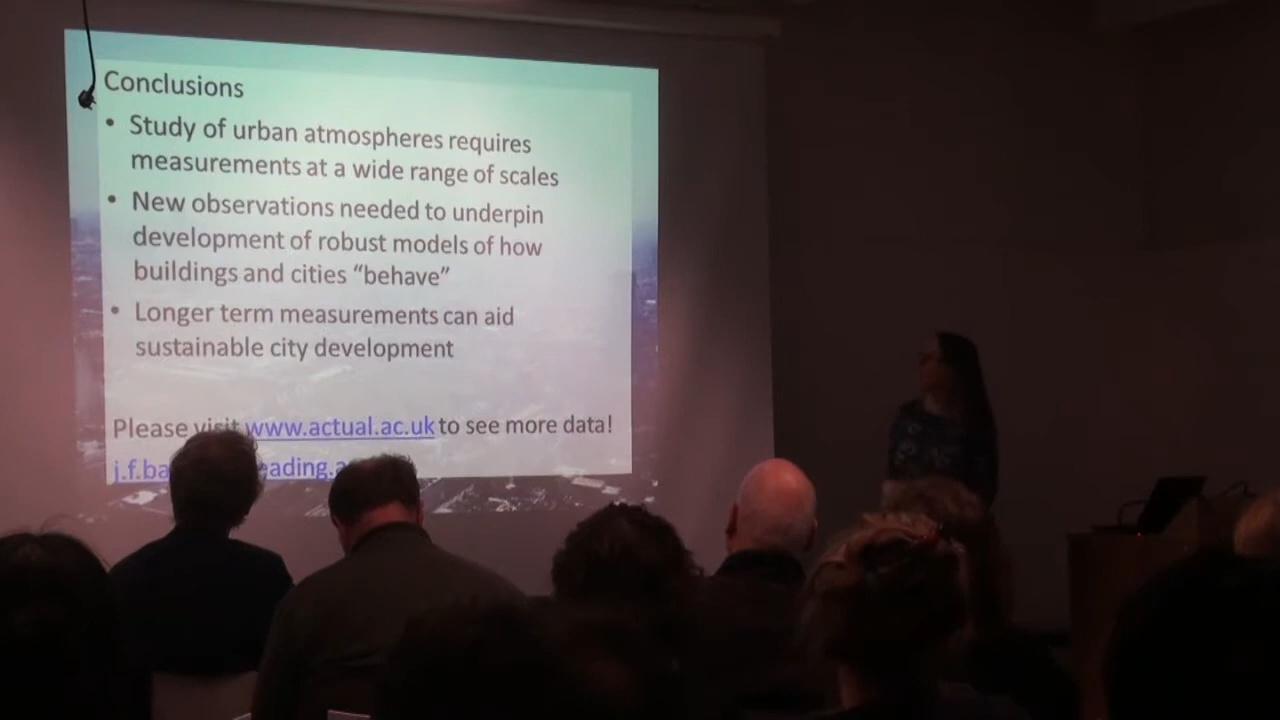 Conclusions
• Study of urban atmospheres requires
measurements at a wide range of scales
• New observations needed to underpin
development of robust models of how
buildings and cities “behave”
• Longer term measurements can aid
sustainable city development
Please visit www.actual.ac.uk to see more data!